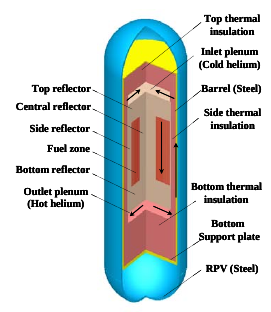 Top thermal
insulation
Inlet plenum
(Cold helium)
Top reflector
Barrel (Steel)
Central reflector
Side thermal
insulation
Side reflector
Fuel zone
Bottom reflector
Outlet plenum
(Hot helium)
Bottom thermal
insulation
Bottom
Support plate
RPV (Steel)